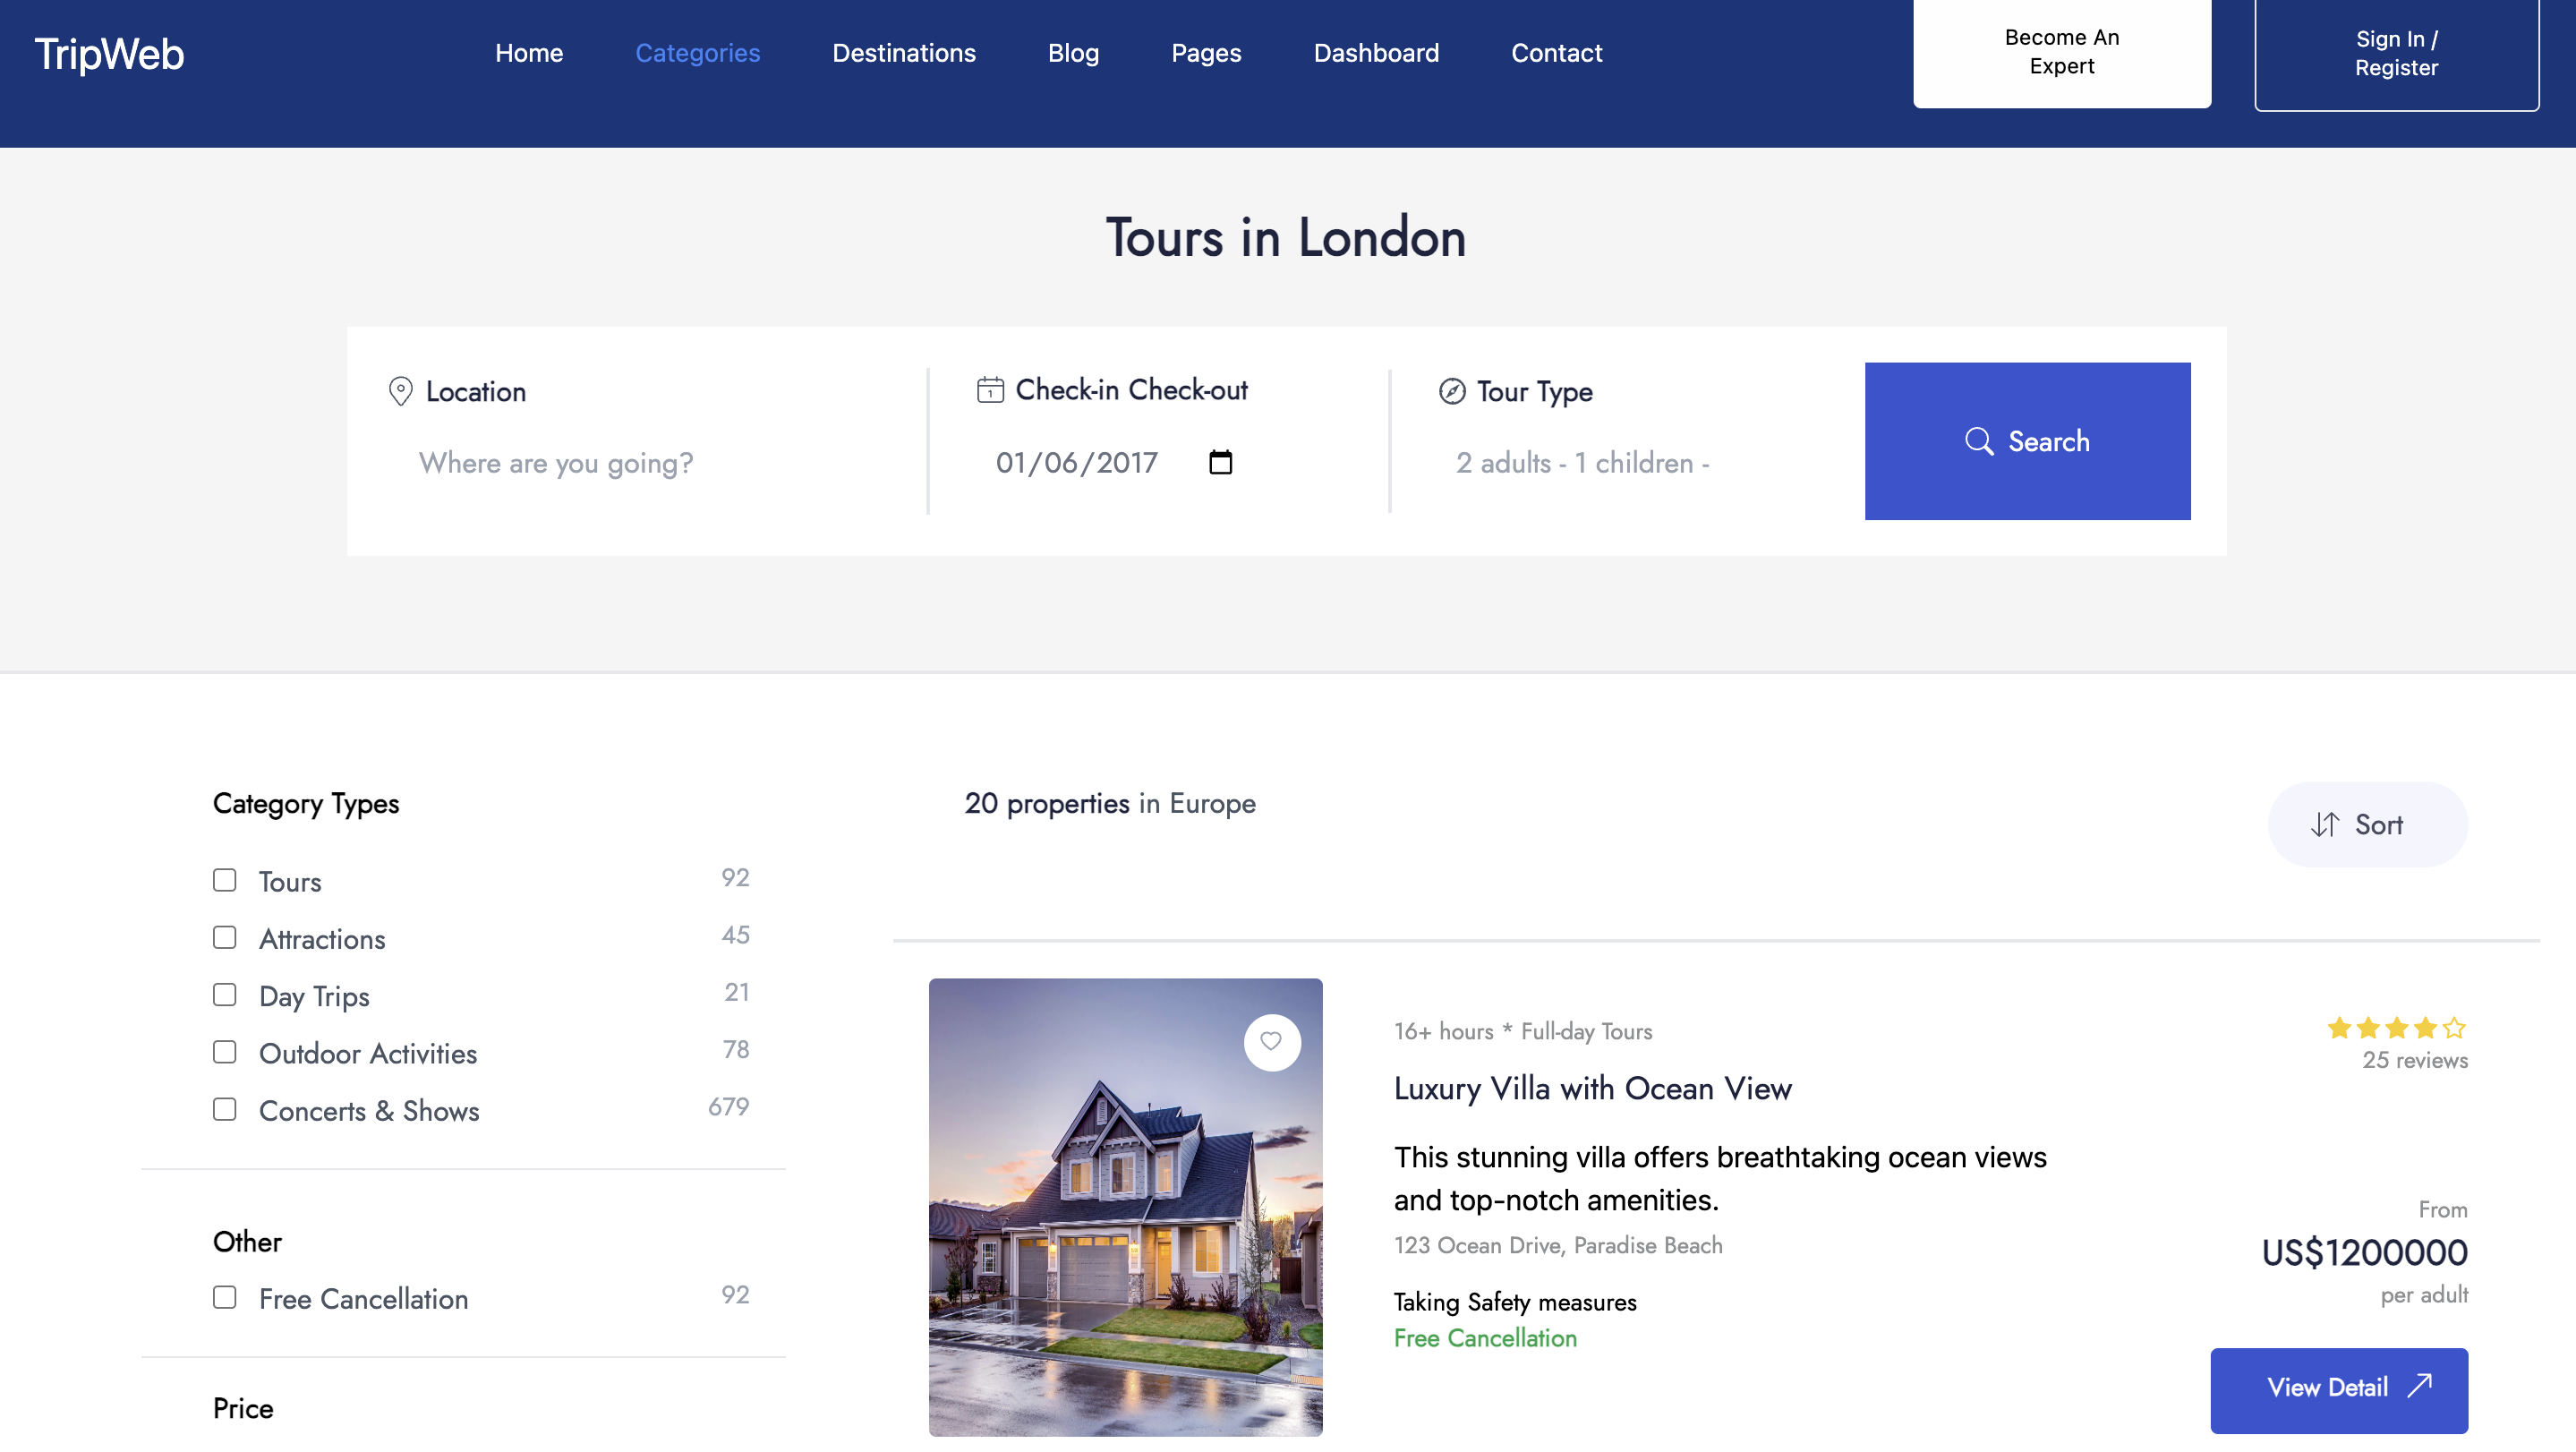 TripWeb
Home
Categories
Destinations
Blog
Pages
Dashboard
Contact
Become An
Expert
Sign In /
Register
Tours in London
Location
Where are you going?
Check-in Check-out
01/06/2017
Tour Type
2 adults - 1 children -
Search
Category Types
Tours 92
Attractions 45
Day Trips 21
Outdoor Activities 78
Concerts & Shows 679
Other
Free Cancellation 92
Price
20 properties in Europe
Sort
16+ hours * Full-day Tours
Luxury Villa with Ocean View
This stunning villa offers breathtaking ocean views
and top-notch amenities.
123 Ocean Drive, Paradise Beach
Taking Safety measures
Free Cancellation
25 reviews
From
US$1200000
per adult
View Detail